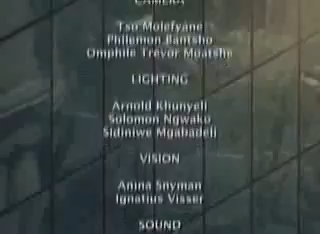 CAMERA
Tso Molefyane
Philemon Bantsho
Omphile Trevor Moatshe
LIGHTING
Arnold Khunyeli
Solomon Ngwako
Sidiniwe Mgabadeli
VISION
Anina Snyman
Ignatius Visser
SOUND